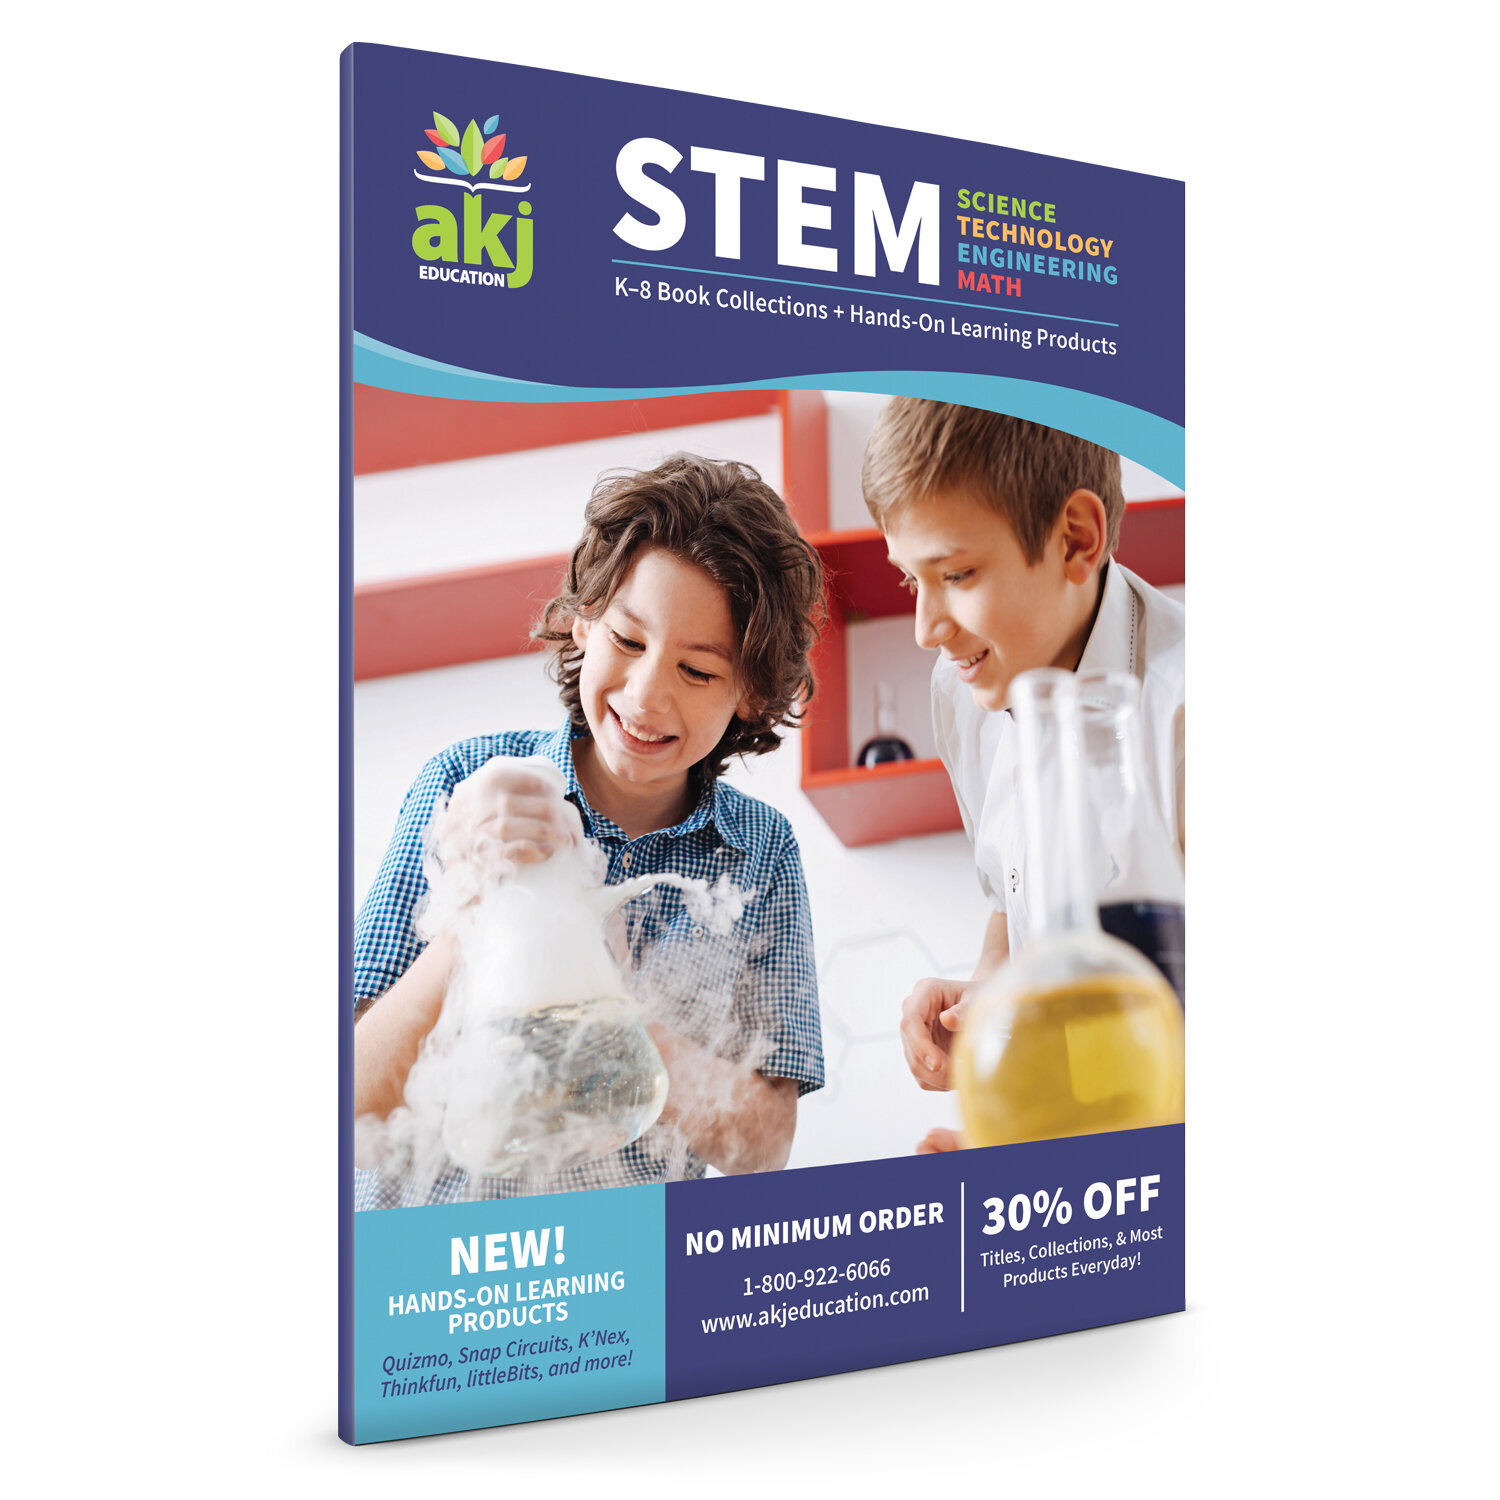 akj
EDUCATION
STEM
SCIENCE
TECHNOLOGY
ENGINEERING
MATH
K–8 Book Collections + Hands-On Learning Products
NEW!
HANDS-ON LEARNING
PRODUCTS
Quizmo, Snap Circuits, K’Nex,
Thinkfun, littleBits, and more!
NO MINIMUM ORDER
1-800-922-6066
www.akjeducation.com
30% OFF
Titles, Collections, & Most
Products Everyday!